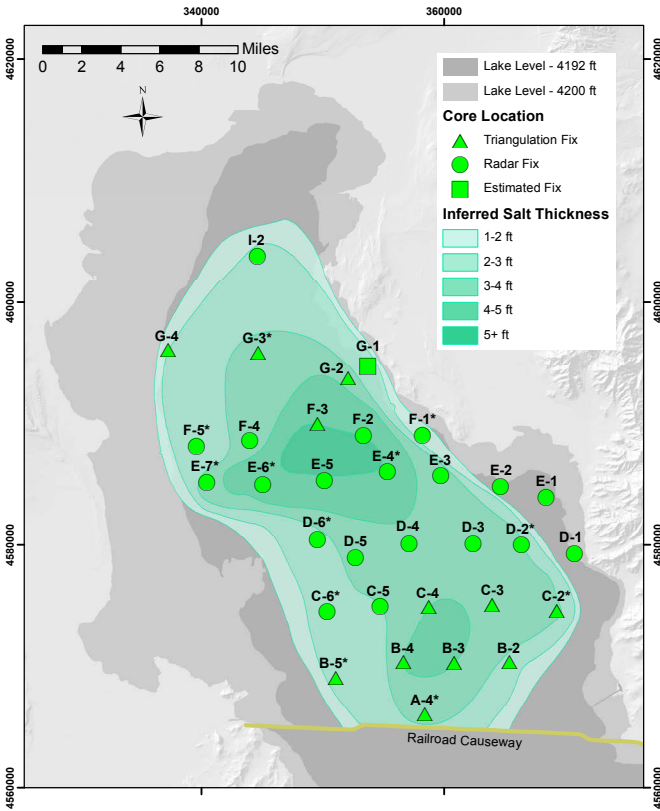 340000 360000
4620000
4620000
Miles
0 2 4 6 8 10
N
Lake Level - 4192 ft
Lake Level - 4200 ft
Core Location
Triangulation Fix
Radar Fix
Estimated Fix
Inferred Salt Thickness
1-2 ft
2-3 ft
3-4 ft
4-5 ft
5+ ft
I-2
4600000
4600000
G-4 G-3* G-1
G-2
F-3
F-5* F-4 F-2 F-1*
E-7* E-6* E-5 E-4* E-3
E-2 E-1
4580000
4580000
D-6* D-5 D-4 D-3 D-2* D-1
C-6* C-5 C-4 C-3 C-2*
B-5* B-4 B-3 B-2
A-4*
Railroad Causeway
4560000
4560000
340000 360000